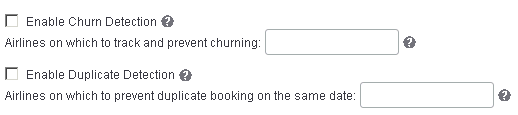 Enable Churn Detection ?
Airlines on which to track and prevent churning: ?
Enable Duplicate Detection ?
Airlines on which to prevent duplicate booking on the same date: ?